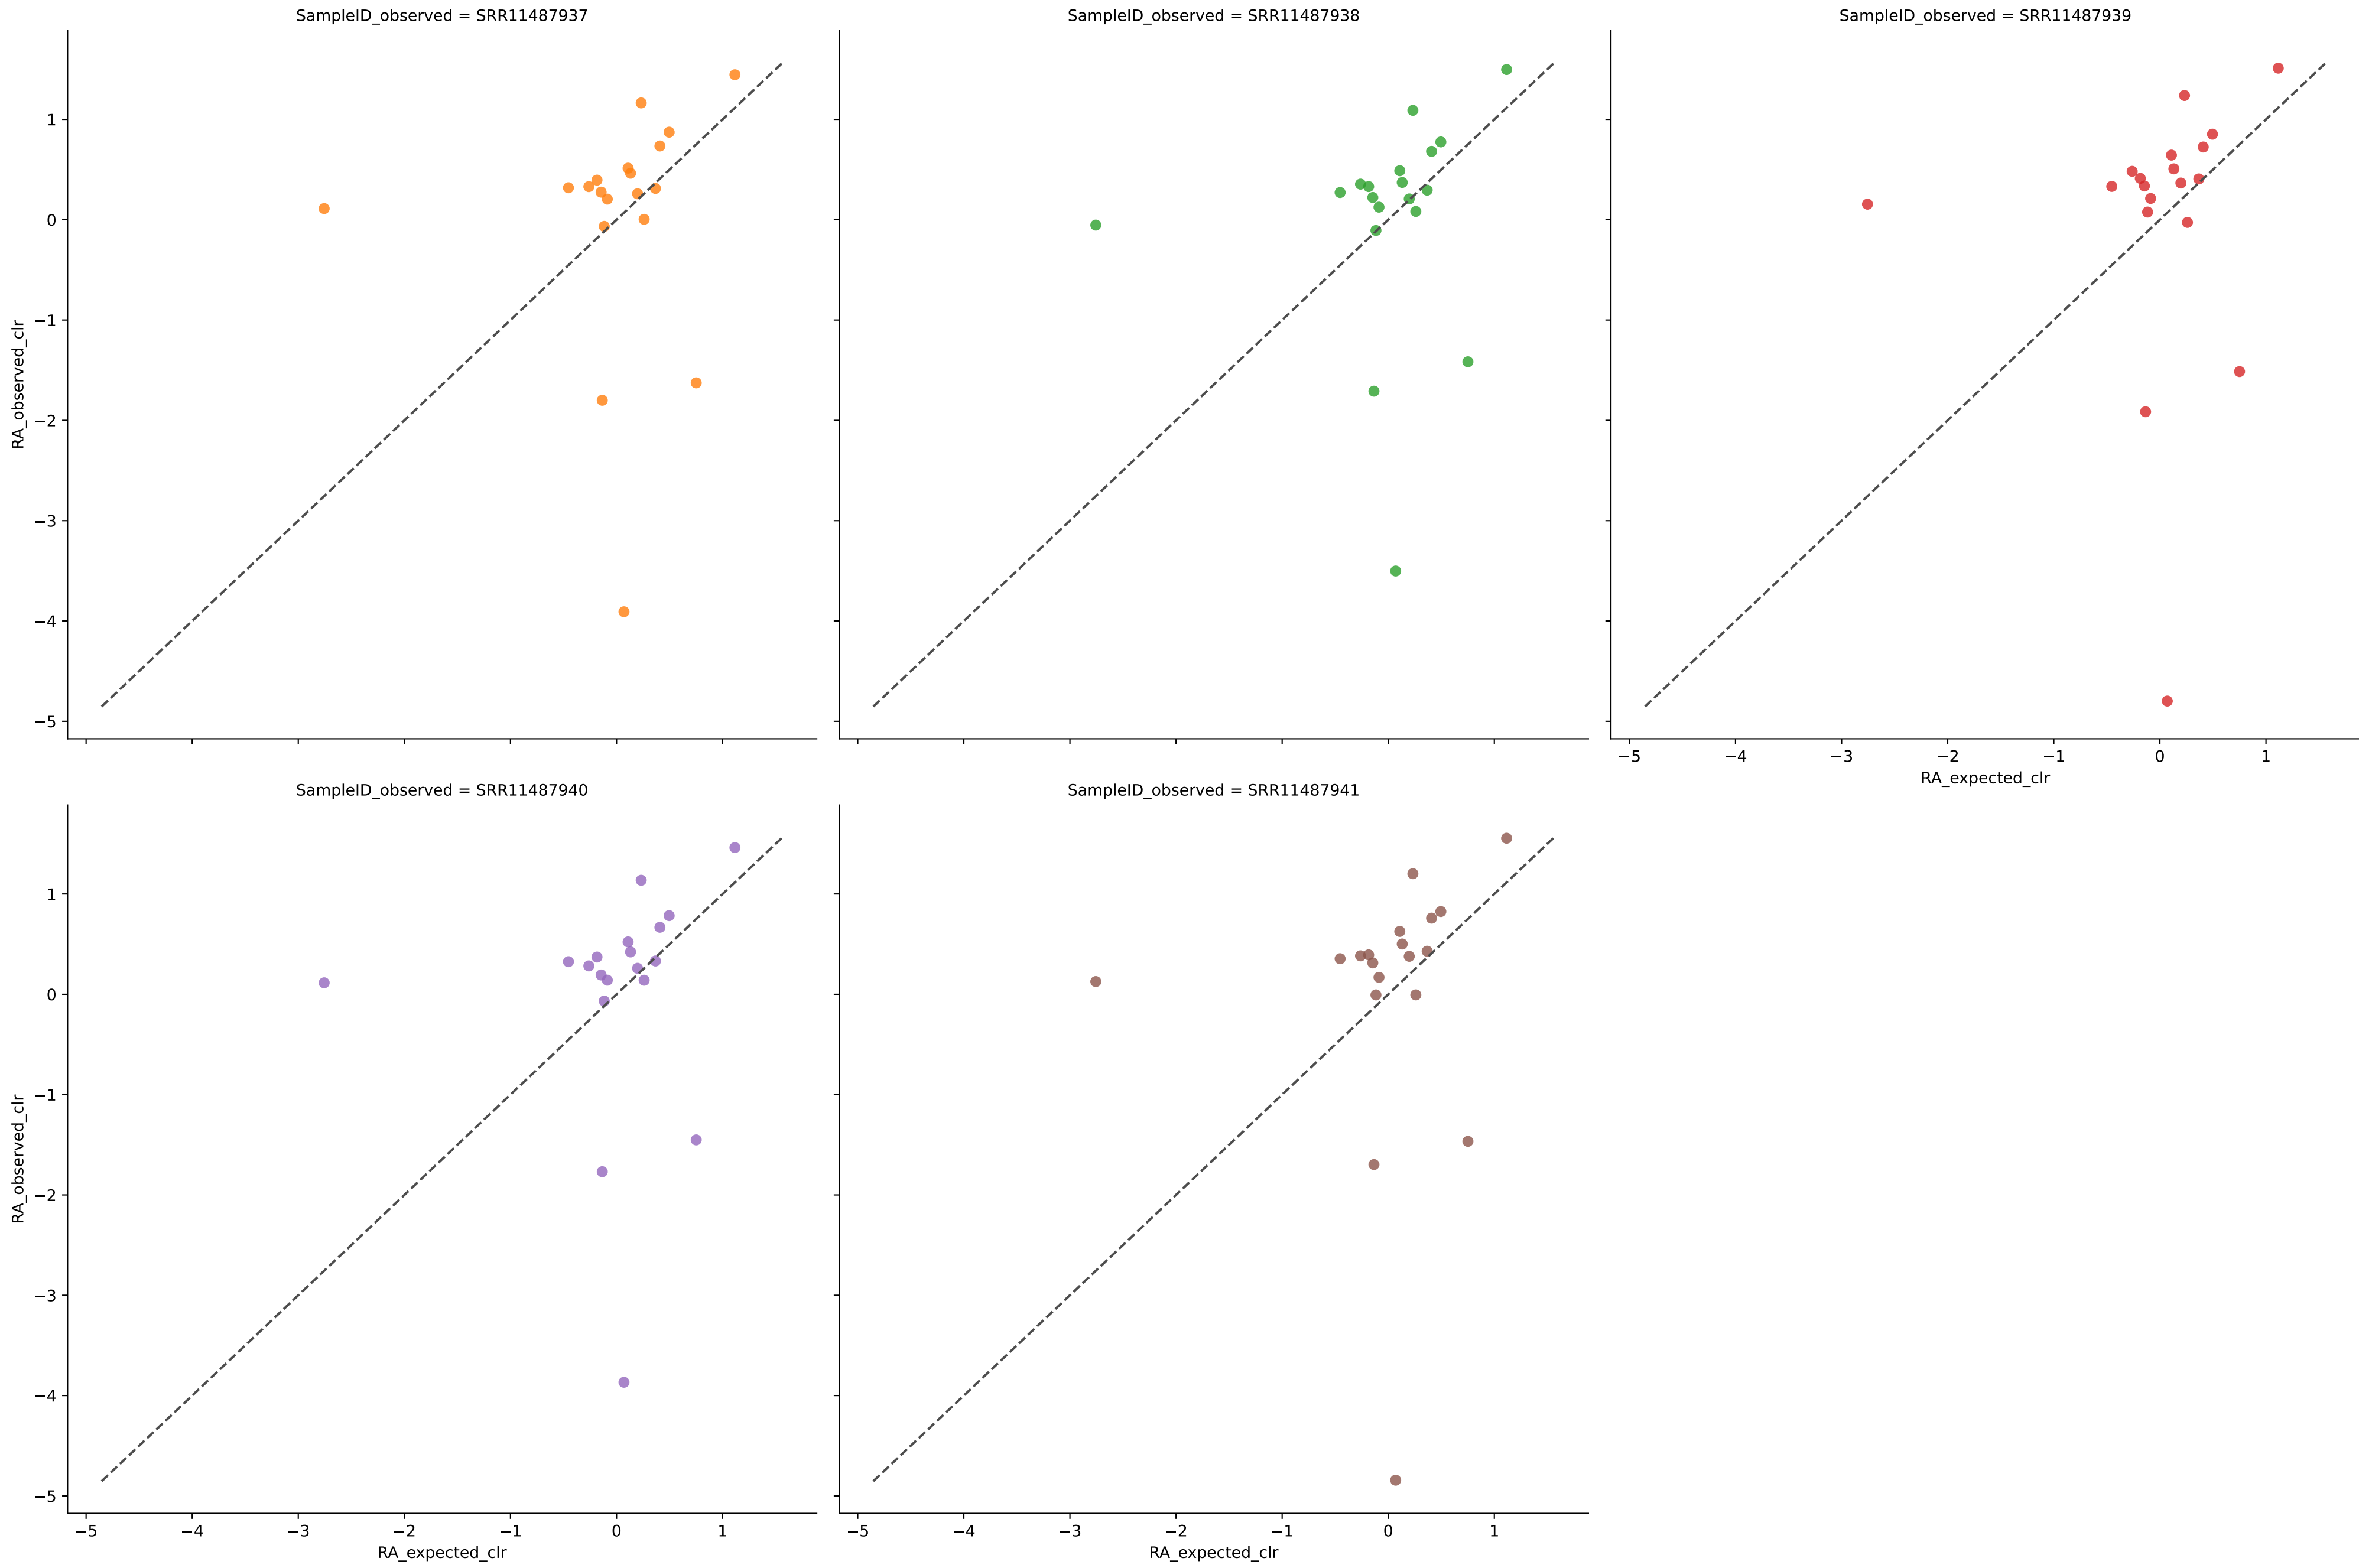 SampleID_observed = SRR11487937
SampleID_observed = SRR11487938
SampleID_observed = SRR11487939
RA_observed_clr
1
0
−1
−2
−3
−4
−5
−5 −4 −3 −2 −1 0 1
RA_expected_clr
SampleID_observed = SRR11487940
SampleID_observed = SRR11487941
RA_observed_clr
1
0
−1
−2
−3
−4
−5
−5 −4 −3 −2 −1 0 1
RA_expected_clr
−5 −4 −3 −2 −1 0 1
RA_expected_clr